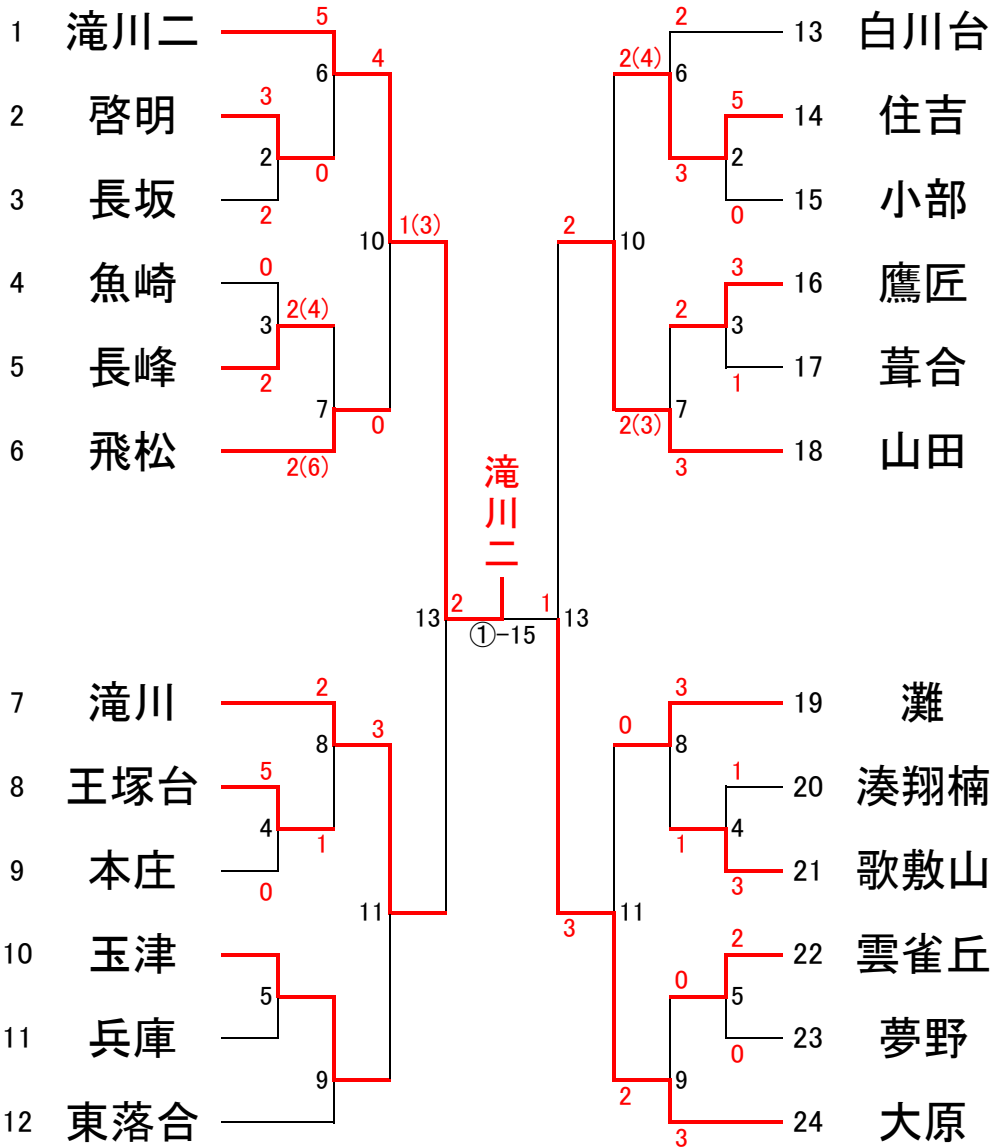 5 2
1 滝川二 13 白川台
6 4 2(4) 6
3 5
2 啓明 14 住吉
2 2
0 3
3 長坂 15 小部
2 0
1(3) 2
10 10
0 3
4 魚崎 16 鷹匠
2(4) 2
3 3
5 長峰 17 葺合
2 1
7 7
0 2(3)
6 飛松 18 山田
2(6) 3
滝川二
13 2 1 13
①-15
2 3
7 滝川 19 灘
3 0
8 8
5 1
8 王塚台 20 湊翔楠
4 4
1 1
9 本庄 21 歌敷山
0 3
11 11
3
2
10 玉津 22 雲雀丘
0
5 5
11 兵庫 23 夢野
0
9 9
2
12 東落合 24 大原
3